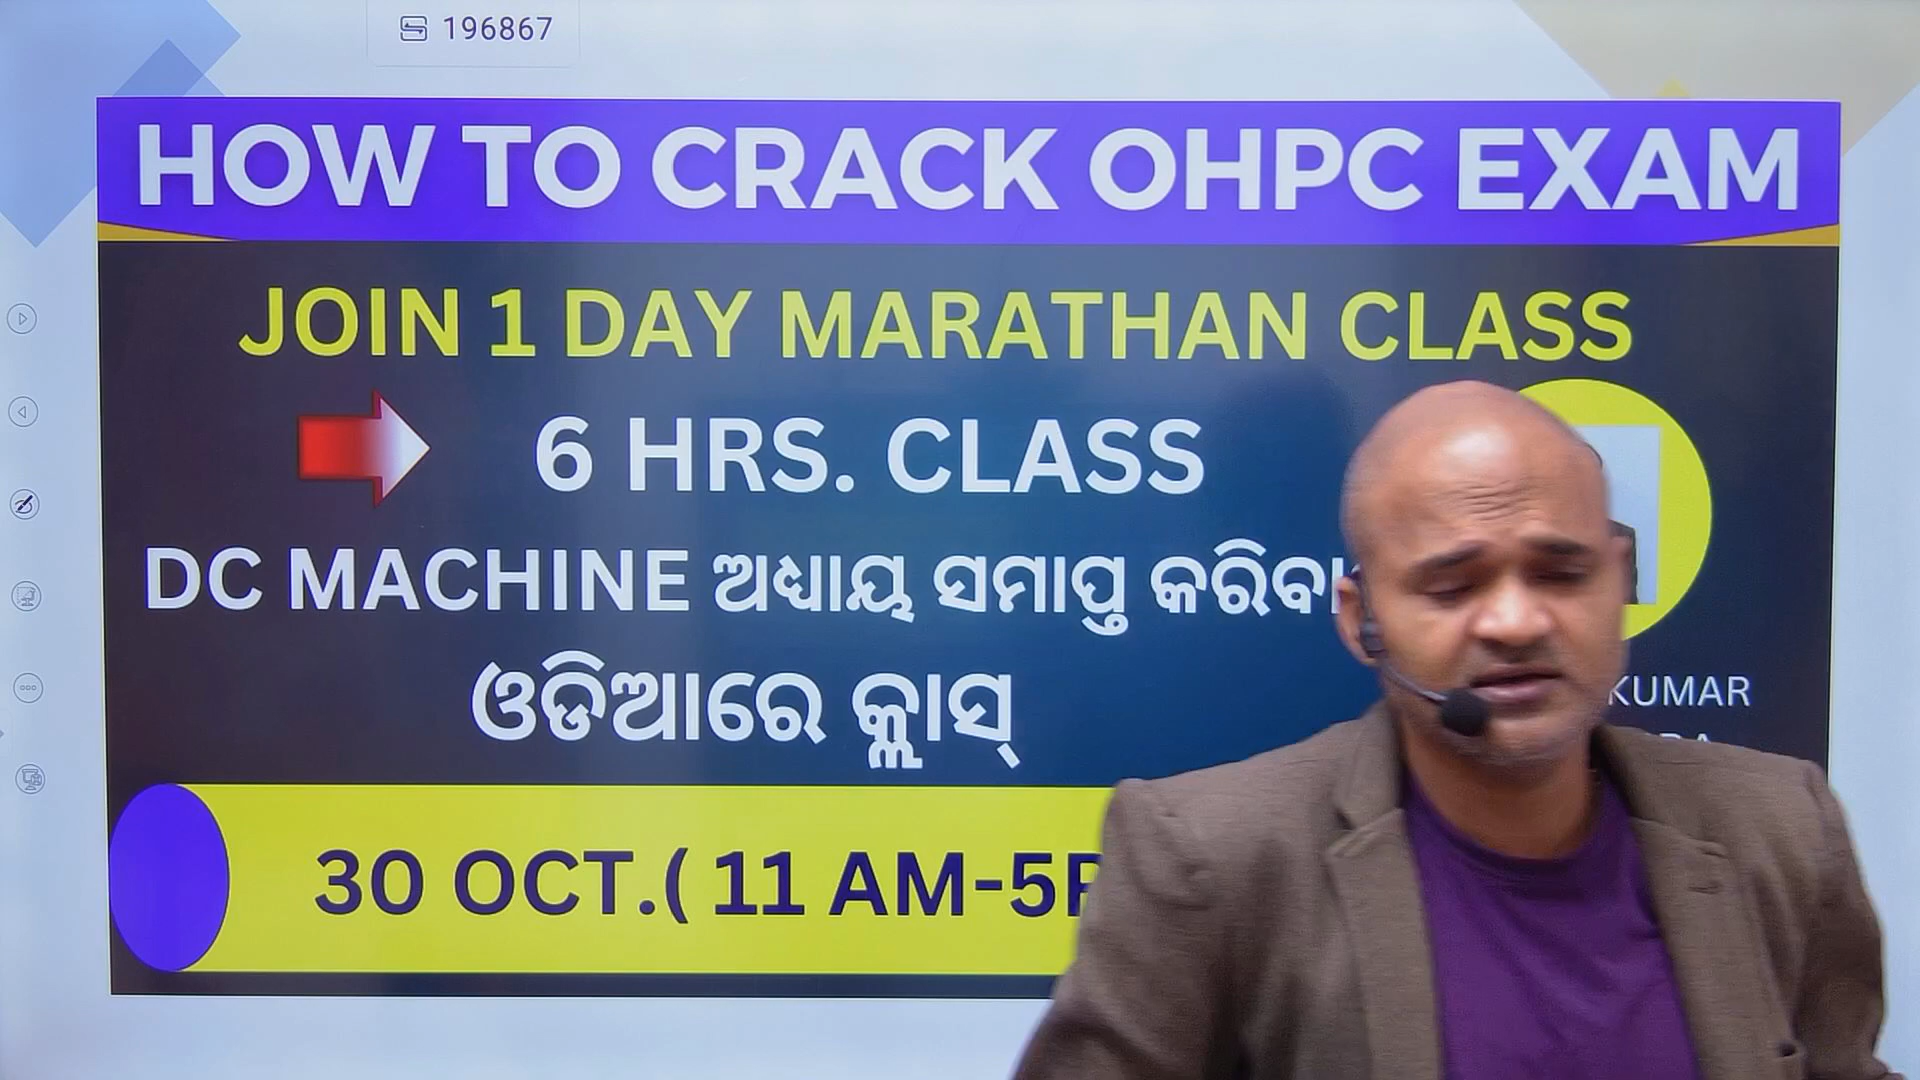 196867
HOW TO CRACK OHPC EXAM
JOIN 1 DAY MARATHAN CLASS
6 HRS. CLASS
DC MACHINE ଅଧ୍ୟାୟ ସମାପ୍ତ କରିବା
ଓଡିଆରେ କ୍ଲାସ୍
KUMAR
30 OCT.( 11 AM-5P